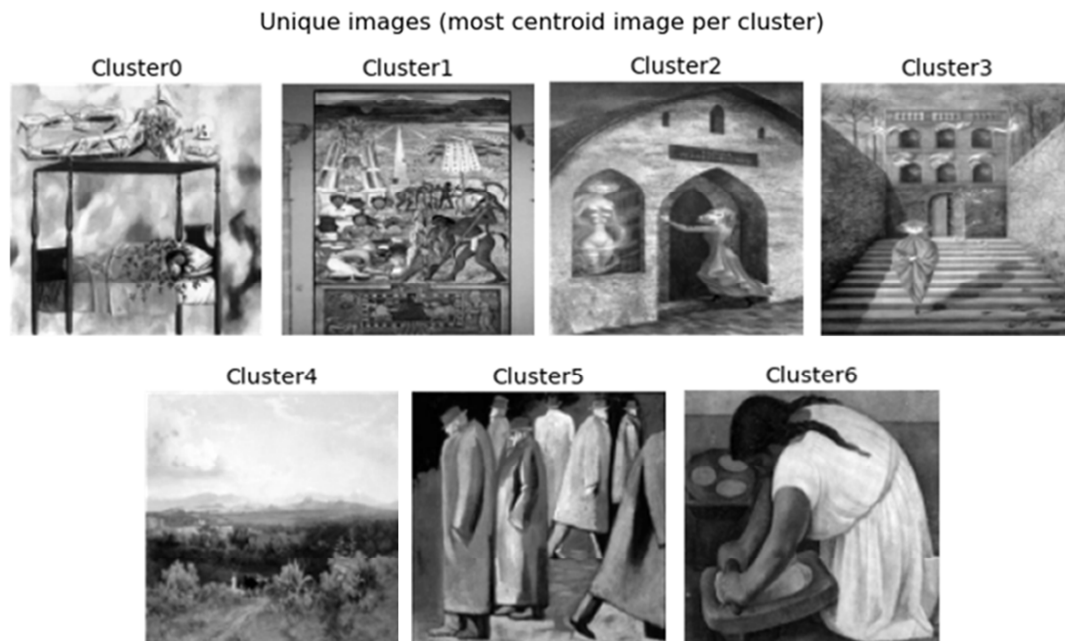 Unique images (most centroid image per cluster)
Cluster0
Cluster1
Cluster2
Cluster3
Cluster4
Cluster5
Cluster6